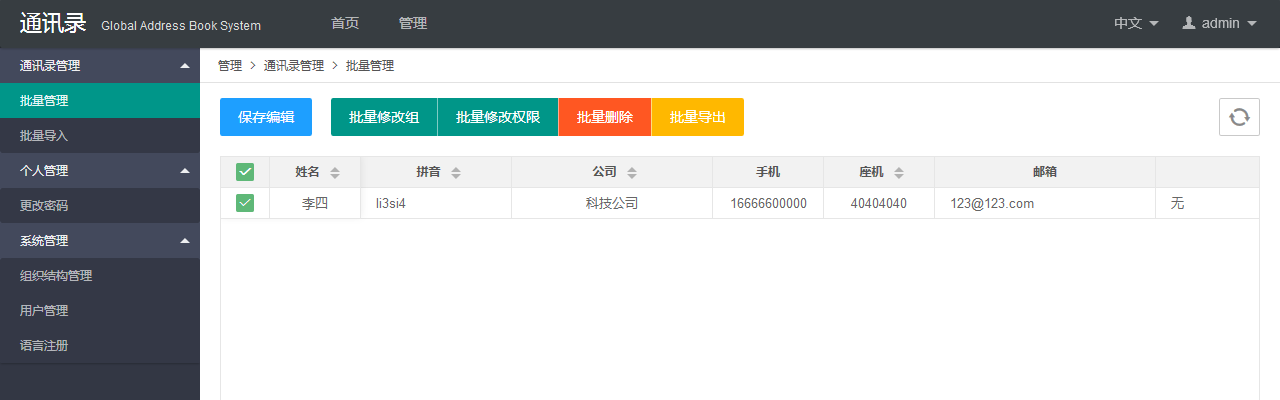 通讯录 Global Address Book System 首页 管理 中文 admin
通讯录管理
批量管理
批量导入
个人管理
更改密码
系统管理
组织结构管理
用户管理
语言注册
管理 > 通讯录管理 > 批量管理
保存编辑 批量修改组 批量修改权限 批量删除 批量导出
姓名 拼音 公司 手机 座机 邮箱
李四 li3si4 科技公司 16666600000 40404040 123@123.com 无